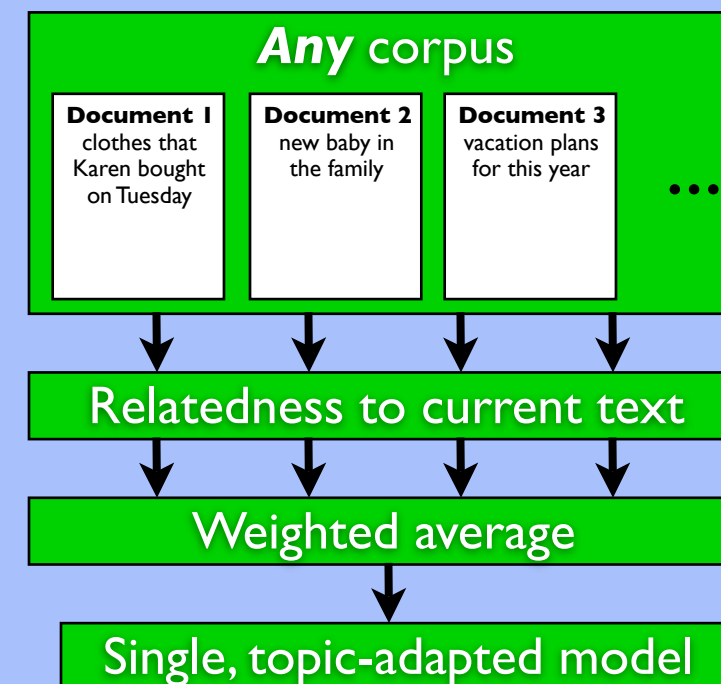 Any corpus
Document 1
clothes that
Karen bought
on Tuesday
Document 2
new baby in
the family
Document 3
vacation plans
for this year
....
Relatedness to current text
Weighted average
Single, topic-adapted model